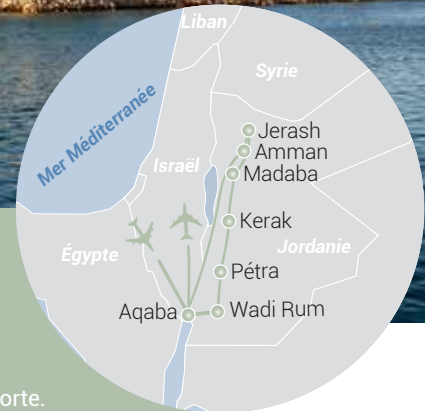 Liban
Syrie
Mer Méditerranée
Jerash
Amman
Israël
Madaba
Kerak
Égypte
Jordanie
Pétra
Aqaba
Wadi Rum
orte.